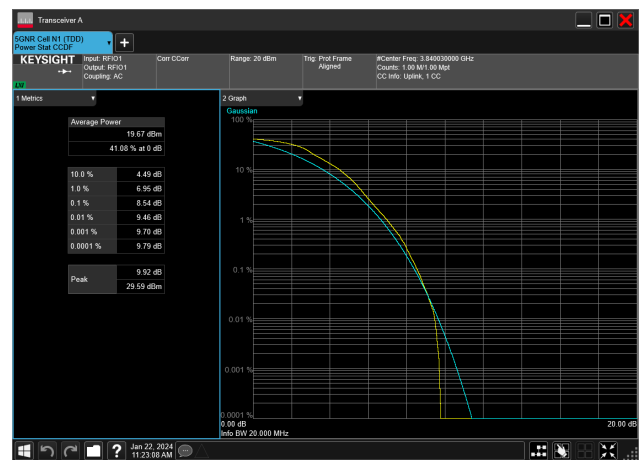 Transceiver A
5GNR Cell N1 (TDD)
Power Stat CCDF
+
KEYSIGHT
LXI
Input: RFIO1
Output: RFIO1
Coupling: AC
Corr CCorr
Range: 20 dBm
Trig: Prot Frame
Aligned
#Center Freq: 3.840030000 GHz
Counts: 1.00 M/1.00 Mpt
CC Info: Uplink, 1 CC
1 Metrics
Average Power
19.67 dBm
41.08 % at 0 dB
10.0 % 4.49 dB
1.0 % 6.95 dB
0.1 % 8.54 dB
0.01 % 9.46 dB
0.001 % 9.70 dB
0.0001 % 9.79 dB
Peak 9.92 dB
29.59 dBm
2 Graph
Gaussian
100 %
10 %
1 %
0.1 %
0.01 %
0.001 %
0.0001 %
0.00 dB 20.00 dB
Info BW 20.000 MHz
? Jan 22, 2024
11:23:08 AM